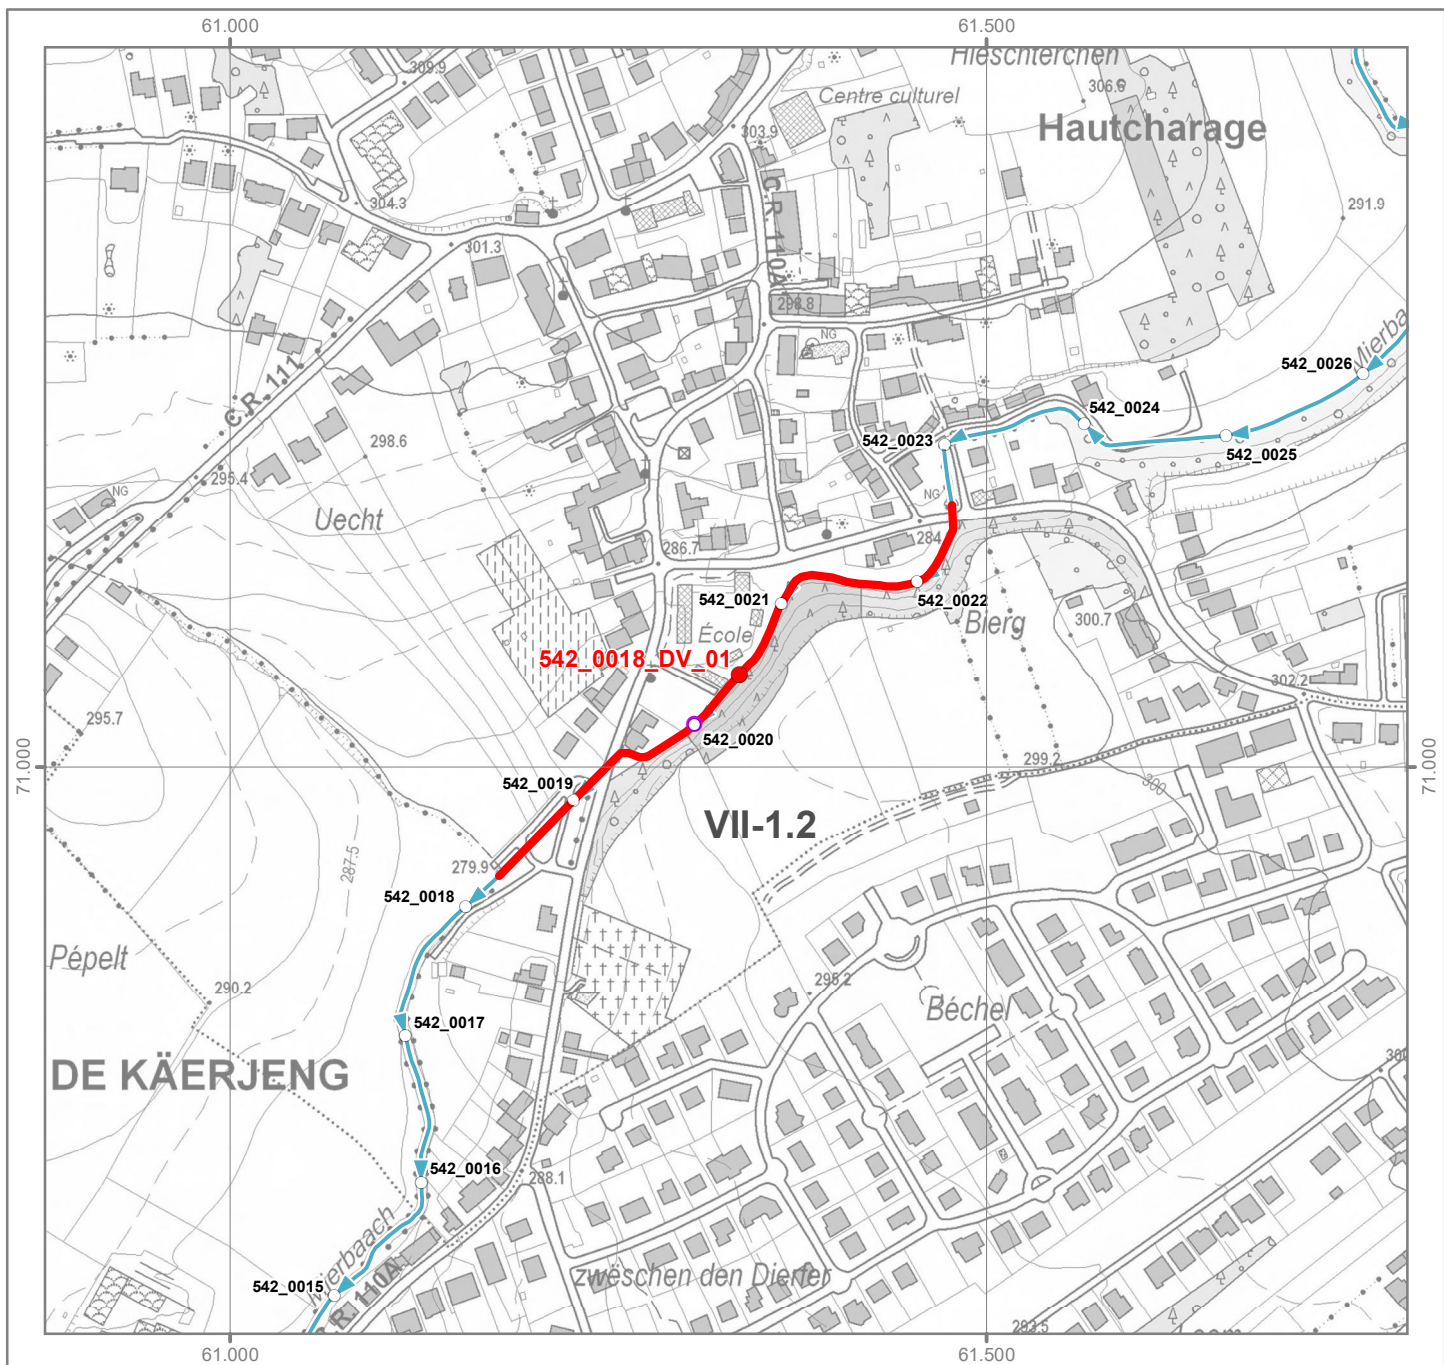 61.000
61.500
Hieschterchen
309.9
306.6
Centre culturel
Hautcharage
303.9
C.R. 110A
304.3
291.9
301.3
298.8
Mierba
NG
542_0026
C.R. 111
542_0024
298.6
542_0023
542_0025
295.4
NG
NG
Uecht
284
286.7
542_0021
542_0022
École
Bierg
300.7
542_0018_DV_01
302.2
295.7
542_0020
299.2
71.000
71.000
300
542_0019
VII-1.2
287.5
279.9
542_0018
Pépelt
295.2
290.2
Béchel
542_0017
300
DE KÄERJENG
542_0016
288.1
Mierbaach
zwëschen den Dierfer
542_0015
C.R. 110A
293.5
61.000
61.500